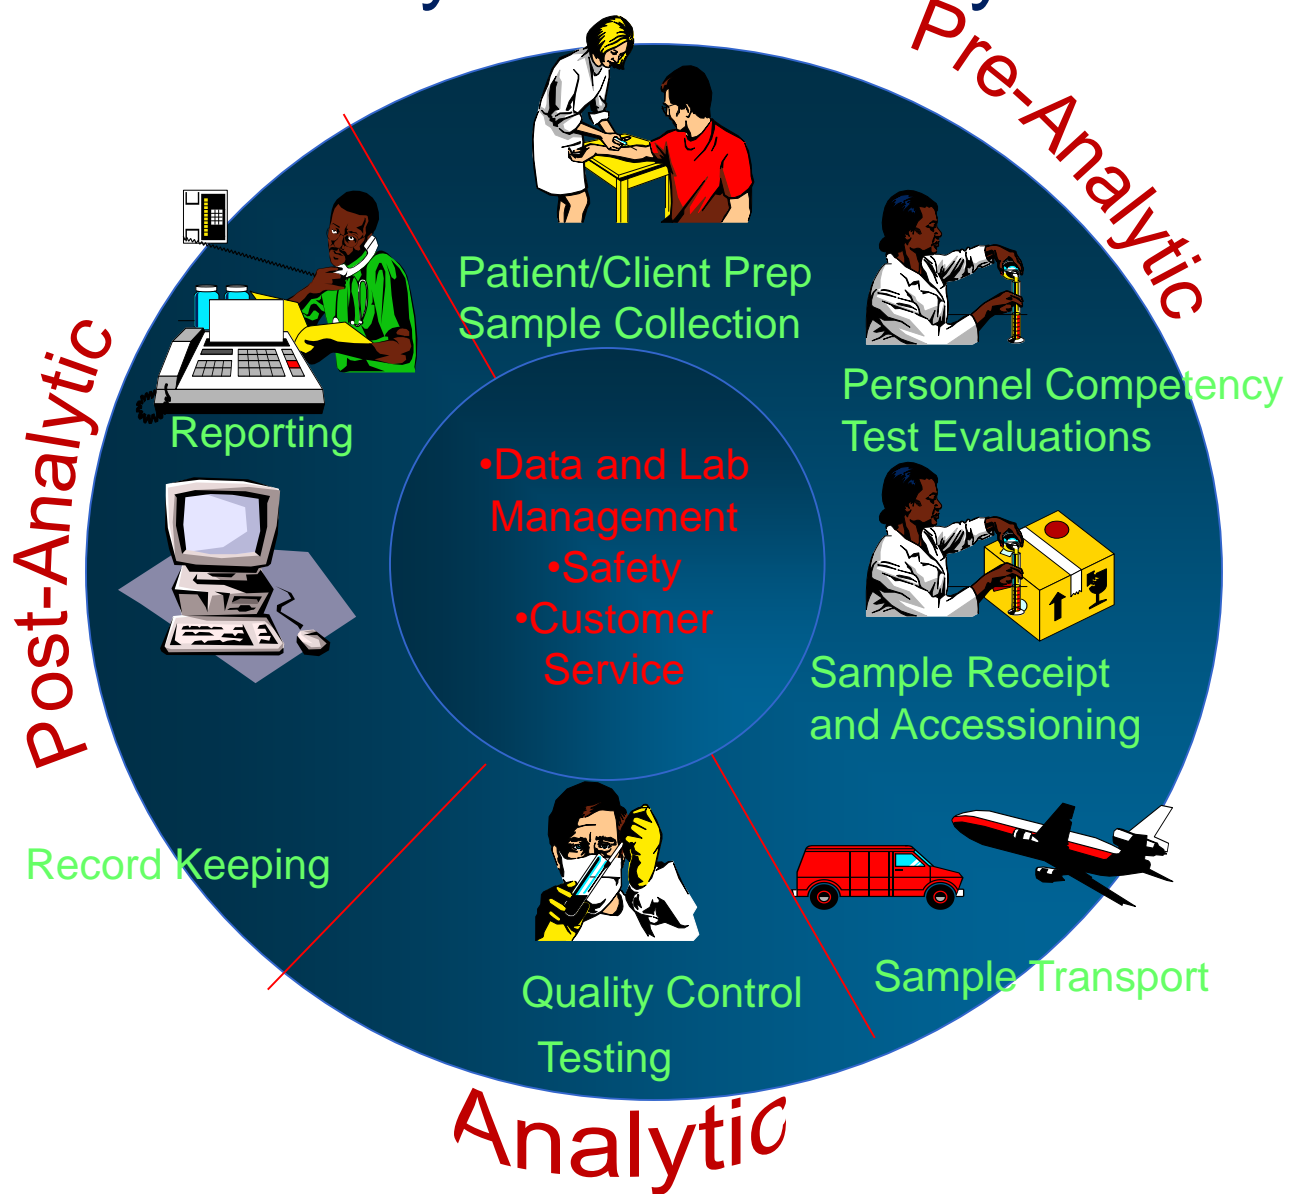 Pre-Analytic
Patient/Client Prep
Sample Collection
Personnel Competency
Test Evaluations
Sample Receipt
and Accessioning
Sample Transport
Quality Control
Testing
Analytic
Record Keeping
Reporting
Post-Analytic
•Data and Lab
Management
•Safety
•Customer
Service